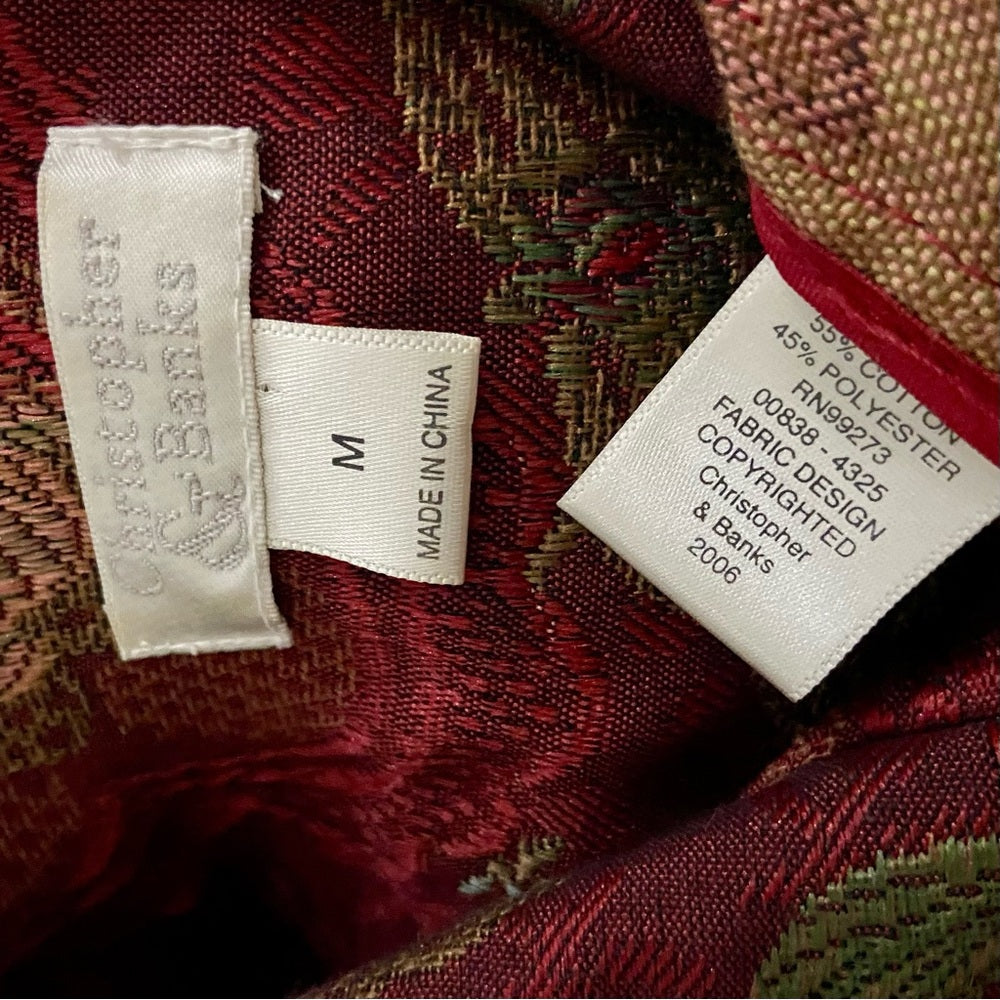 Christopher
& Banks
M
MADE IN CHINA
55% COTTON
45% POLYESTER
RN99273
00838 - 4325
FABRIC DESIGN
COPYRIGHTED
Christopher
& Banks
2006